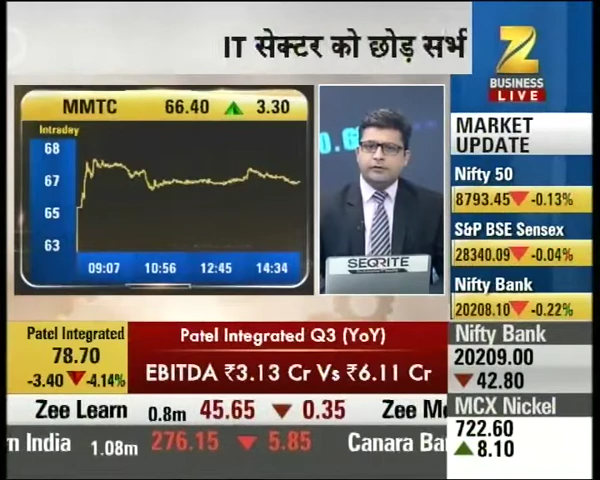 IT सेक्टर को छोड़ सर्भ
Z
BUSINESS
LIVE
MMTC 66.40 3.30
Intraday
68
67
65
63
09:07 10:56 12:45 14:34
0.6
SEQRITE
MARKET
UPDATE
Nifty 50
8793.45 -0.13%
S&P BSE Sensex
28340.09 -0.04%
Nifty Bank
20208.10 -0.22%
Patel Integrated
78.70
-3.40 -4.14%
Patel Integrated Q3 (YoY)
EBITDA ₹3.13 Cr Vs ₹6.11 Cr
Nifty Bank
20209.00
42.80
Zee Learn 0.8m 45.65 0.35 Zee Me
n India 1.08m 276.15 5.85 Canara Ba
MCX Nickel
722.60
8.10